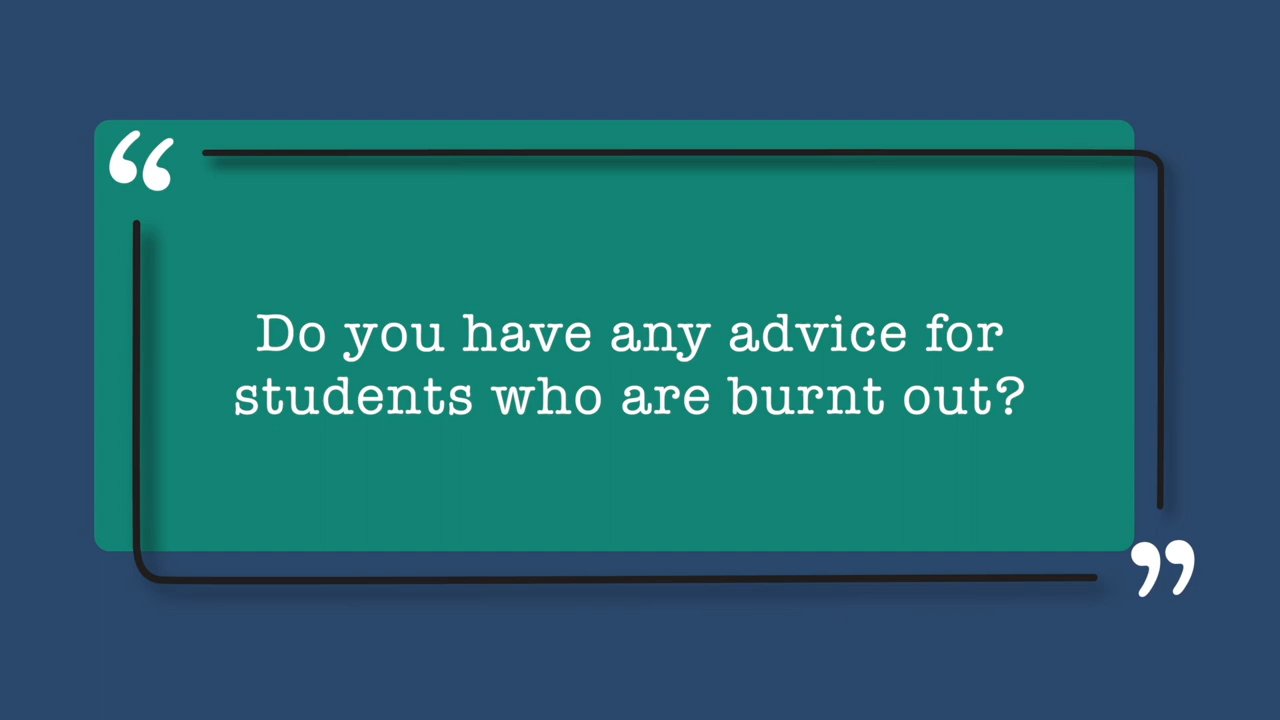 “
Do you have any advice for
students who are burnt out?
”